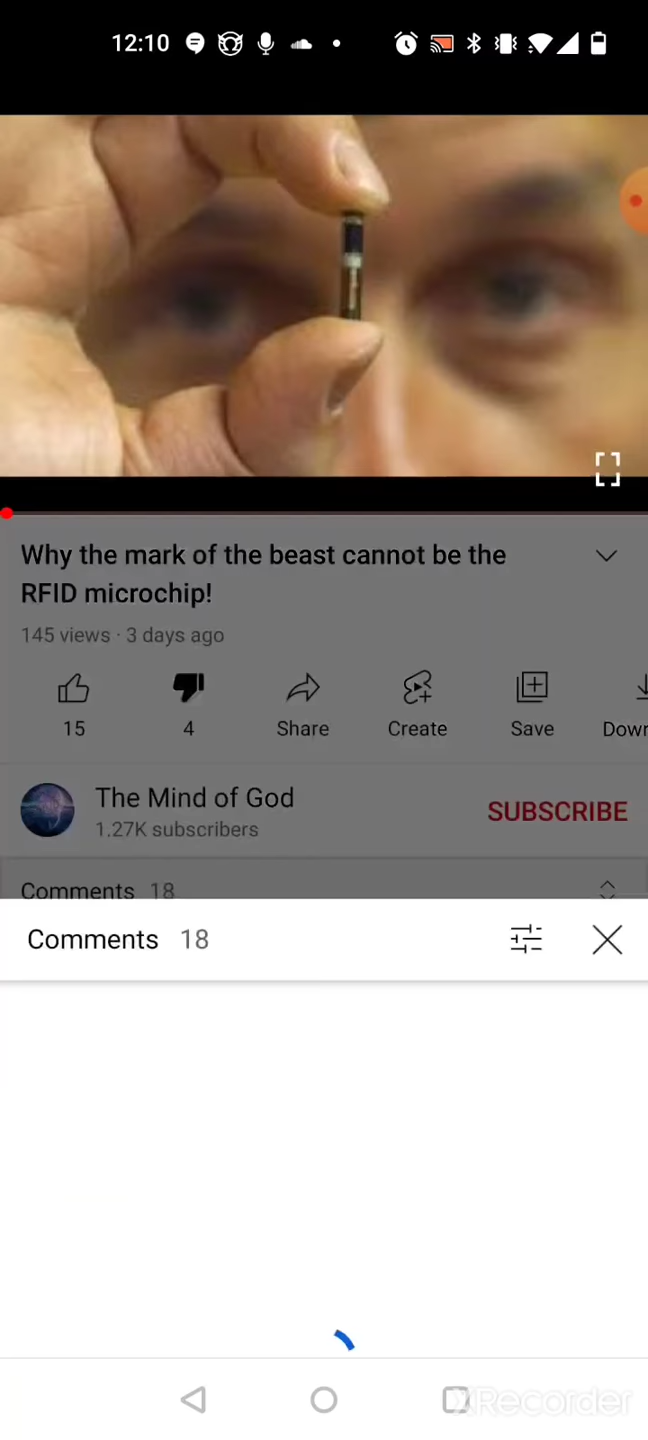 12:10
Why the mark of the beast cannot be the
RFID microchip!
145 views · 3 days ago
15
4
Share
Create
Save
Down
The Mind of God
1.27K subscribers
SUBSCRIBE
Comments 18
Comments 18
XRecorder